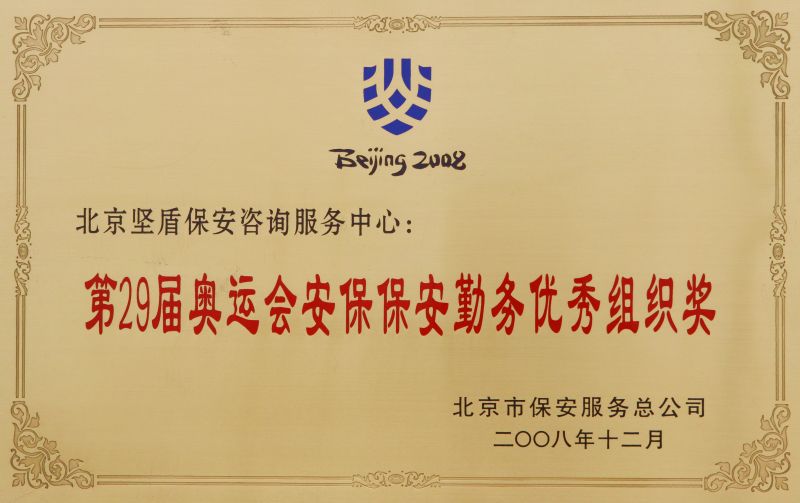 Beijing 2008
北京坚盾保安咨询服务中心：
第29届奥运会安保保安勤务优秀组织奖
北京市保安服务总公司
二〇〇八年十二月